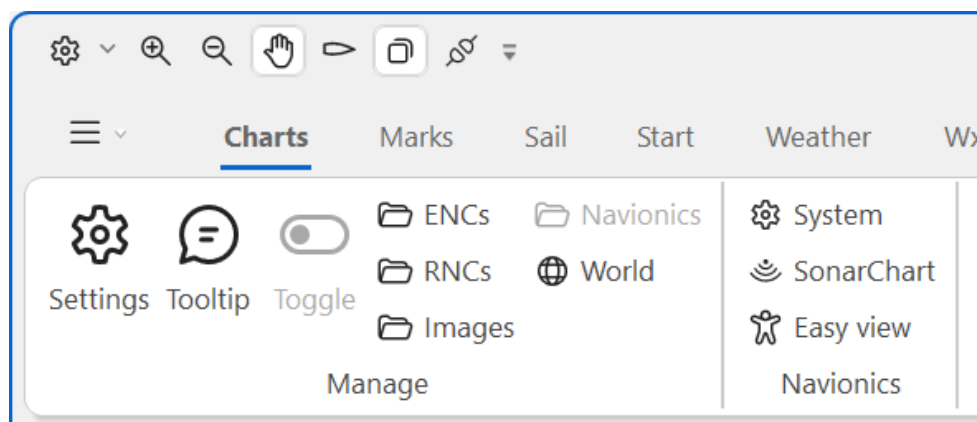 Charts Marks Sail Start Weather Wx
ENCs Navionics System
RNCs World SonarChart
Settings Tooltip Toggle
Images Easy view
Manage Navionics